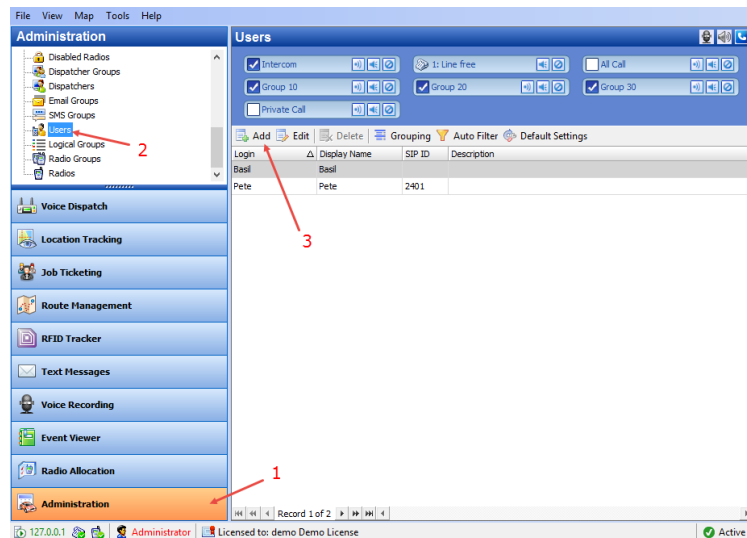 File View Map Tools Help
Administration
Users
Disabled Radios
Dispatcher Groups
Dispatchers
Email Groups
SMS Groups
Users
Logical Groups
Radio Groups
Radios
2
Intercom
1: Line free
All Call
Group 10
Group 20
Group 30
Private Call
Add Edit Delete Grouping Auto Filter Default Settings
Login Display Name SIP ID Description
Basil Basil
Pete Pete 2401
3
Voice Dispatch
Location Tracking
Job Ticketing
Route Management
RFID Tracker
Text Messages
Voice Recording
Event Viewer
Radio Allocation
1
Administration
Record 1 of 2
127.0.0.1 Administrator Licensed to: demo Demo License Active